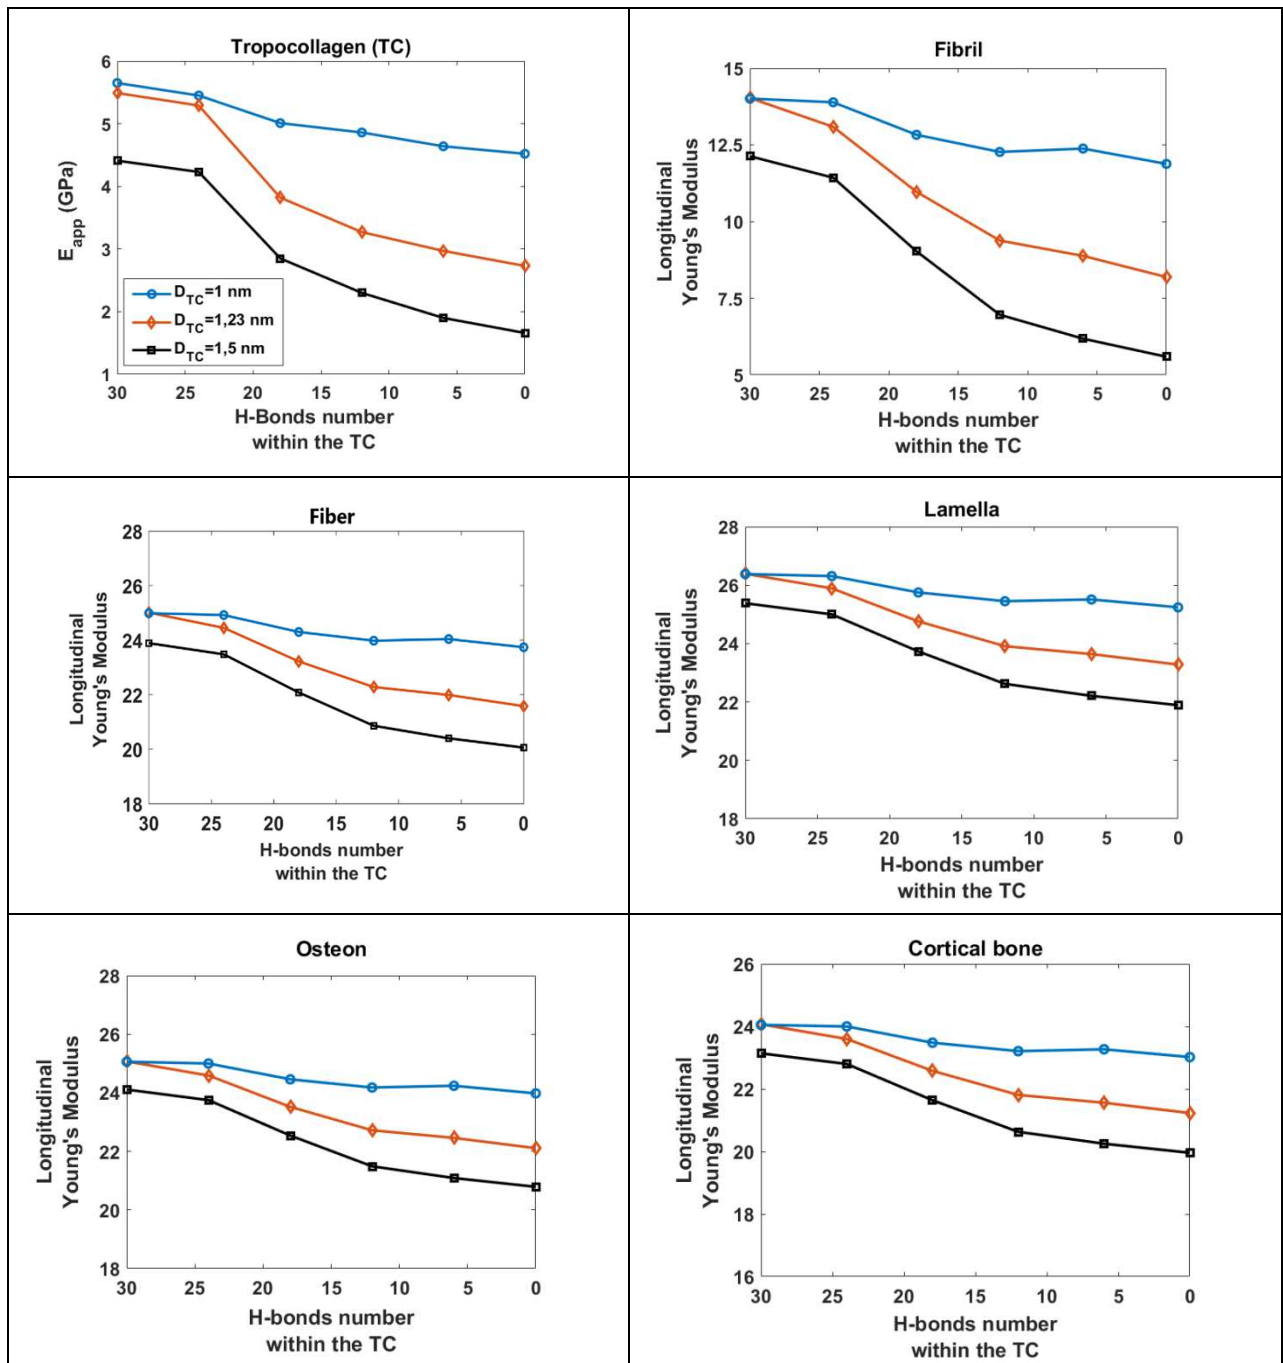 Tropocollagen (TC)
6
5
4
3
2
1
E_app (GPa)
D_TC=1 nm
D_TC=1,23 nm
D_TC=1,5 nm
30 25 20 15 10 5 0
H-Bonds number
within the TC
Fibril
15
12.5
10
7.5
5
Longitudinal
Young's Modulus
30 25 20 15 10 5 0
H-bonds number
within the TC
Fiber
28
26
24
22
20
18
Longitudinal
Young's Modulus
30 25 20 15 10 5 0
H-bonds number
within the TC
Lamella
28
26
24
22
20
18
Longitudinal
Young's Modulus
30 25 20 15 10 5 0
H-bonds number
within the TC
Osteon
28
26
24
22
20
18
Longitudinal
Young's Modulus
30 25 20 15 10 5 0
H-bonds number
within the TC
Cortical bone
26
24
22
20
18
16
Longitudinal
Young's Modulus
30 25 20 15 10 5 0
H-bonds number
within the TC